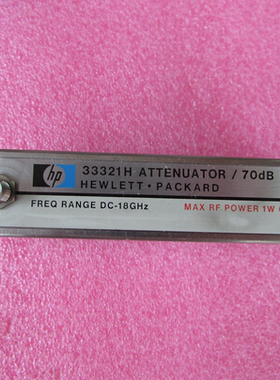 hp 33321H ATTENUATOR / 70dB
HEWLETT • PACKARD
FREQ RANGE DC-18GHz MAX RF POWER 1W